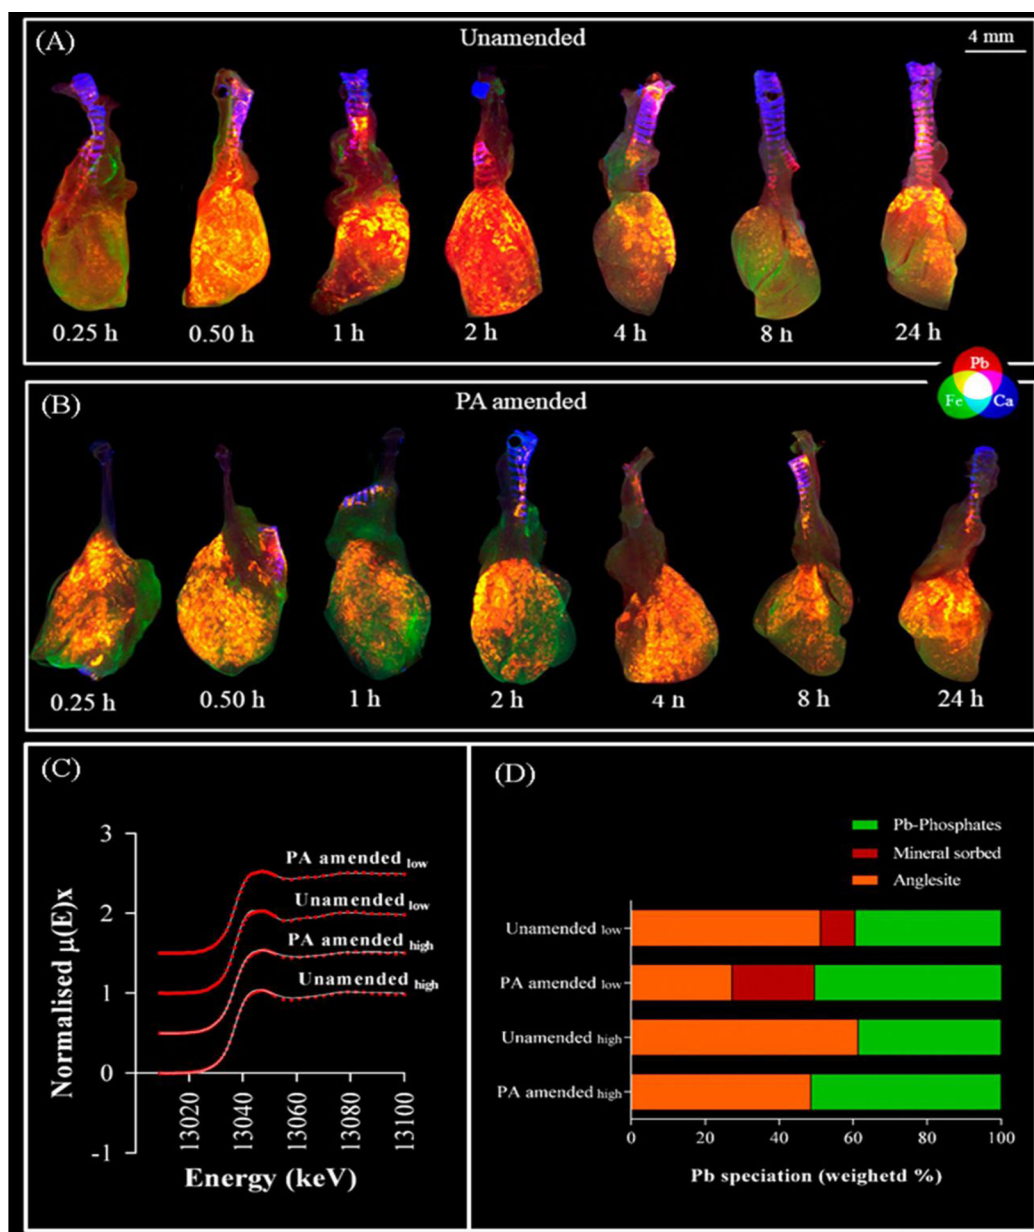 (A)
Unamended
4 mm
0.25 h
0.50 h
1 h
2 h
4 h
8 h
24 h
Pb
Fe
Ca
(B)
PA amended
0.25 h
0.50 h
1 h
2 h
4 h
8 h
24 h
(C)
3
2
1
0
-1
Normalised μ(E)x
PA amended low
Unamended low
PA amended high
Unamended high
13020
13040
13060
13080
13100
Energy (keV)
(D)
Pb-Phosphates
Mineral sorbed
Anglesite
Unamended low
PA amended low
Unamended high
PA amended high
0
20
40
60
80
100
Pb speciation (weighetd %)